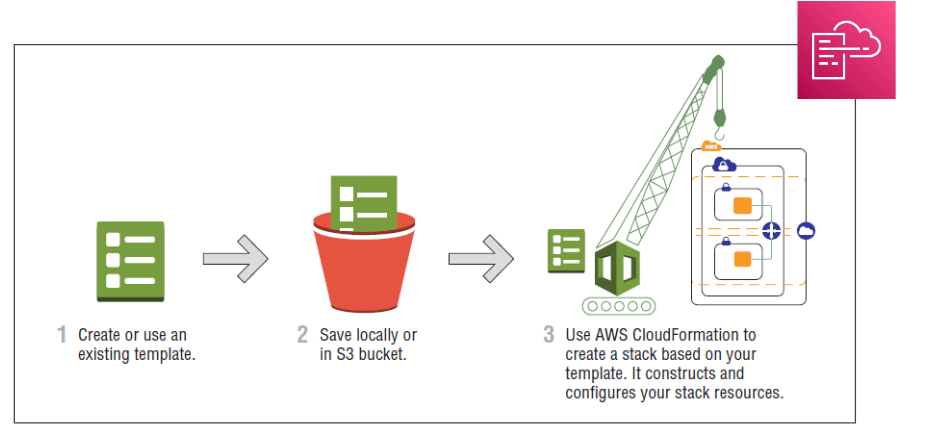 aws
1 Create or use an
existing template.
2 Save locally or
in S3 bucket.
3 Use AWS CloudFormation to
create a stack based on your
template. It constructs and
configures your stack resources.